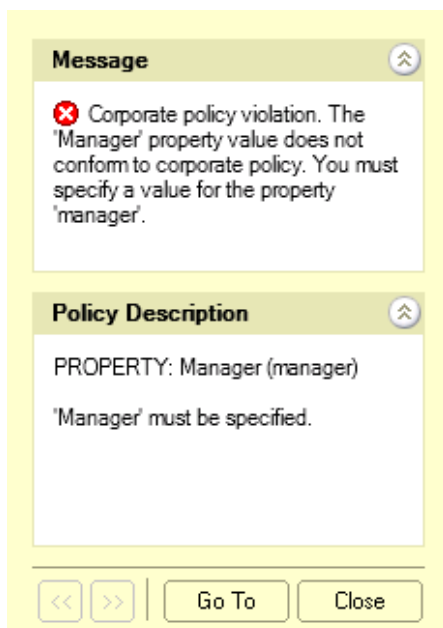 Message
Corporate policy violation. The
'Manager' property value does not
conform to corporate policy. You must
specify a value for the property
'manager'.
Policy Description
PROPERTY: Manager (manager)
'Manager' must be specified.
<< >> Go To Close